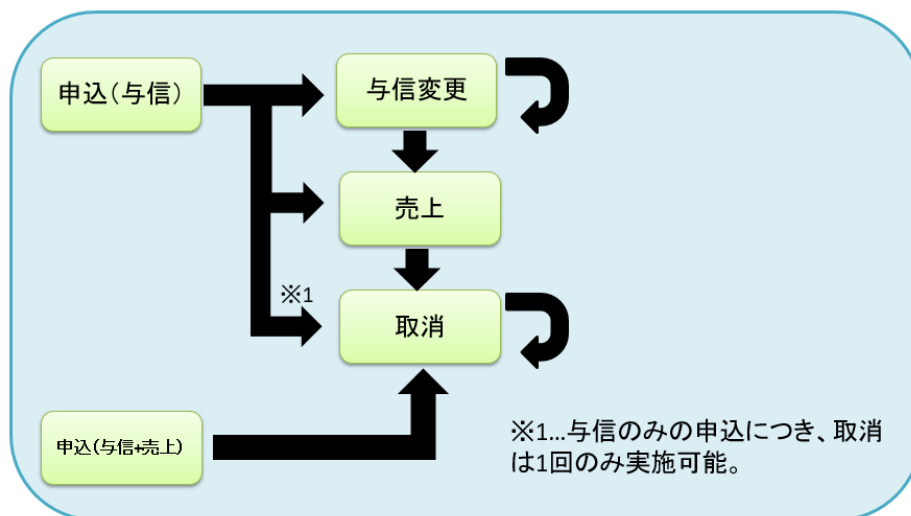 申込(与信)
与信変更
売上
※1
取消
申込(与信+売上)
※1…与信のみの申込につき、取消
は1回のみ実施可能。